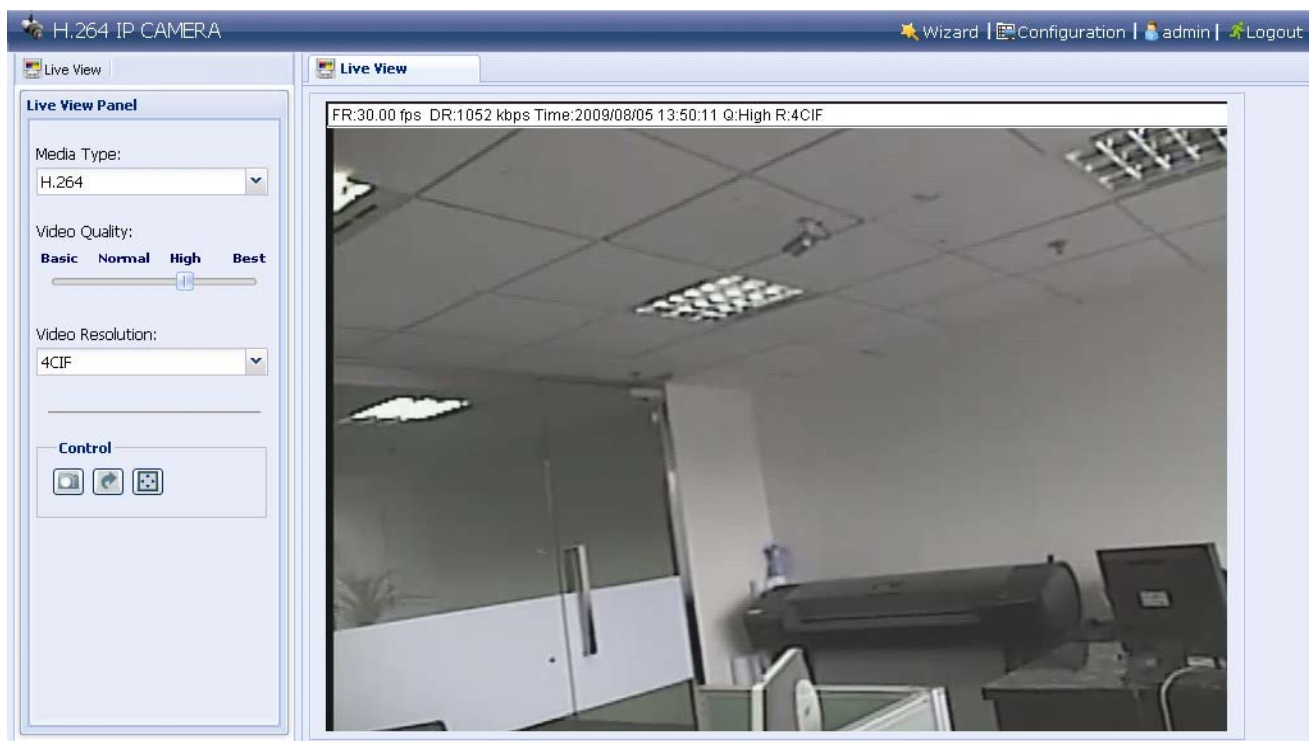 H.264 IP CAMERA
Wizard | Configuration | admin | Logout
Live View
Live View
Live View Panel
Media Type:
H.264
Video Quality:
Basic Normal High Best
Video Resolution:
4CIF
Control
FR:30.00 fps DR:1052 kbps Time:2009/08/05 13:50:11 Q:High R:4CIF